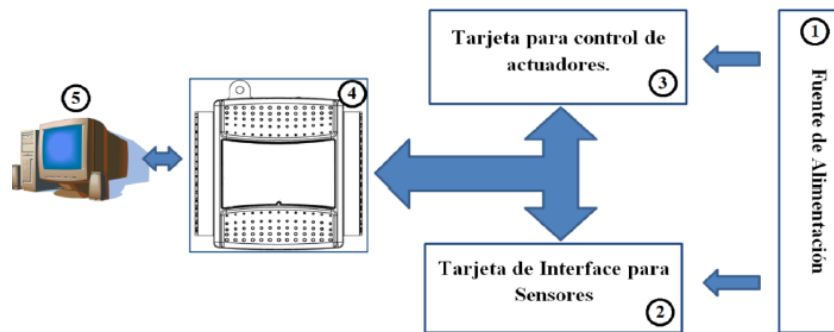 Tarjeta para control de
actuadores.
3
1
Fuente de Alimentación
5
4
Tarjeta de Interface para
Sensores
2